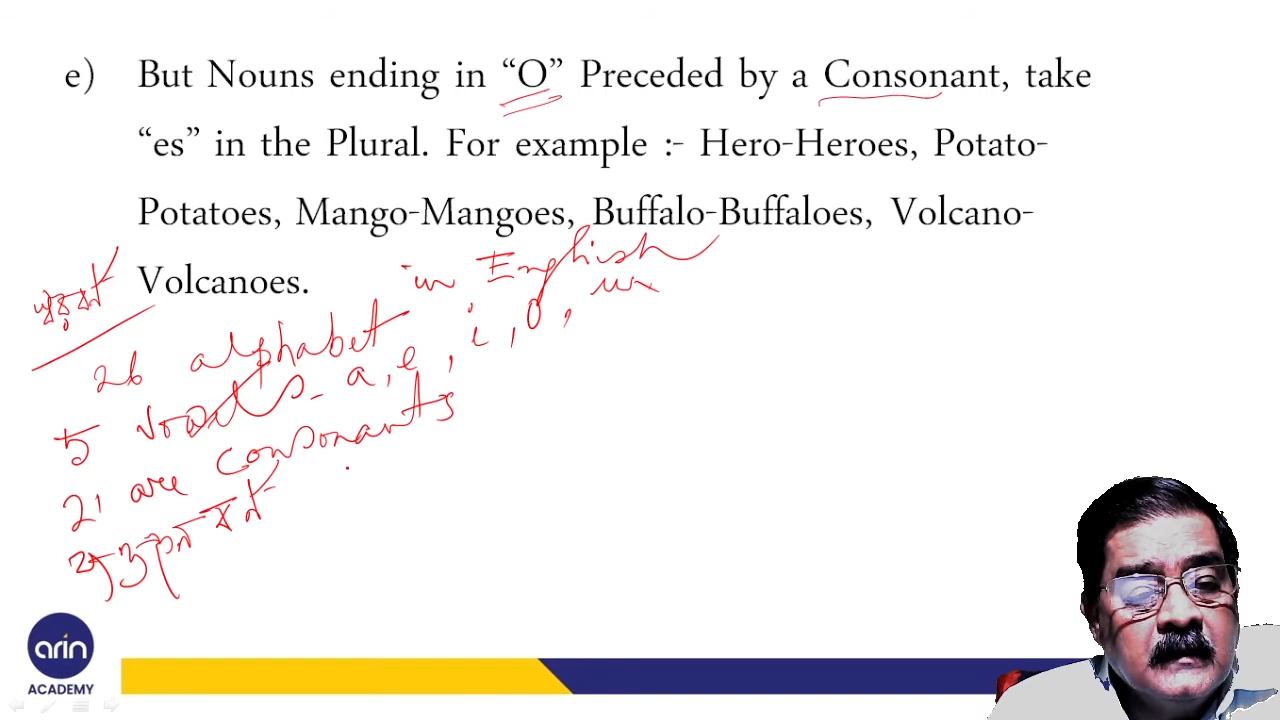 e) But Nouns ending in “O” Preceded by a Consonant, take
“es” in the Plural. For example :- Hero-Heroes, Potato-
Potatoes, Mango-Mangoes, Buffalo-Buffaloes, Volcano-
Volcanoes.
26 alphabet in English
5 vowels - a, e, i, o, u
21 are consonants
arin
ACADEMY